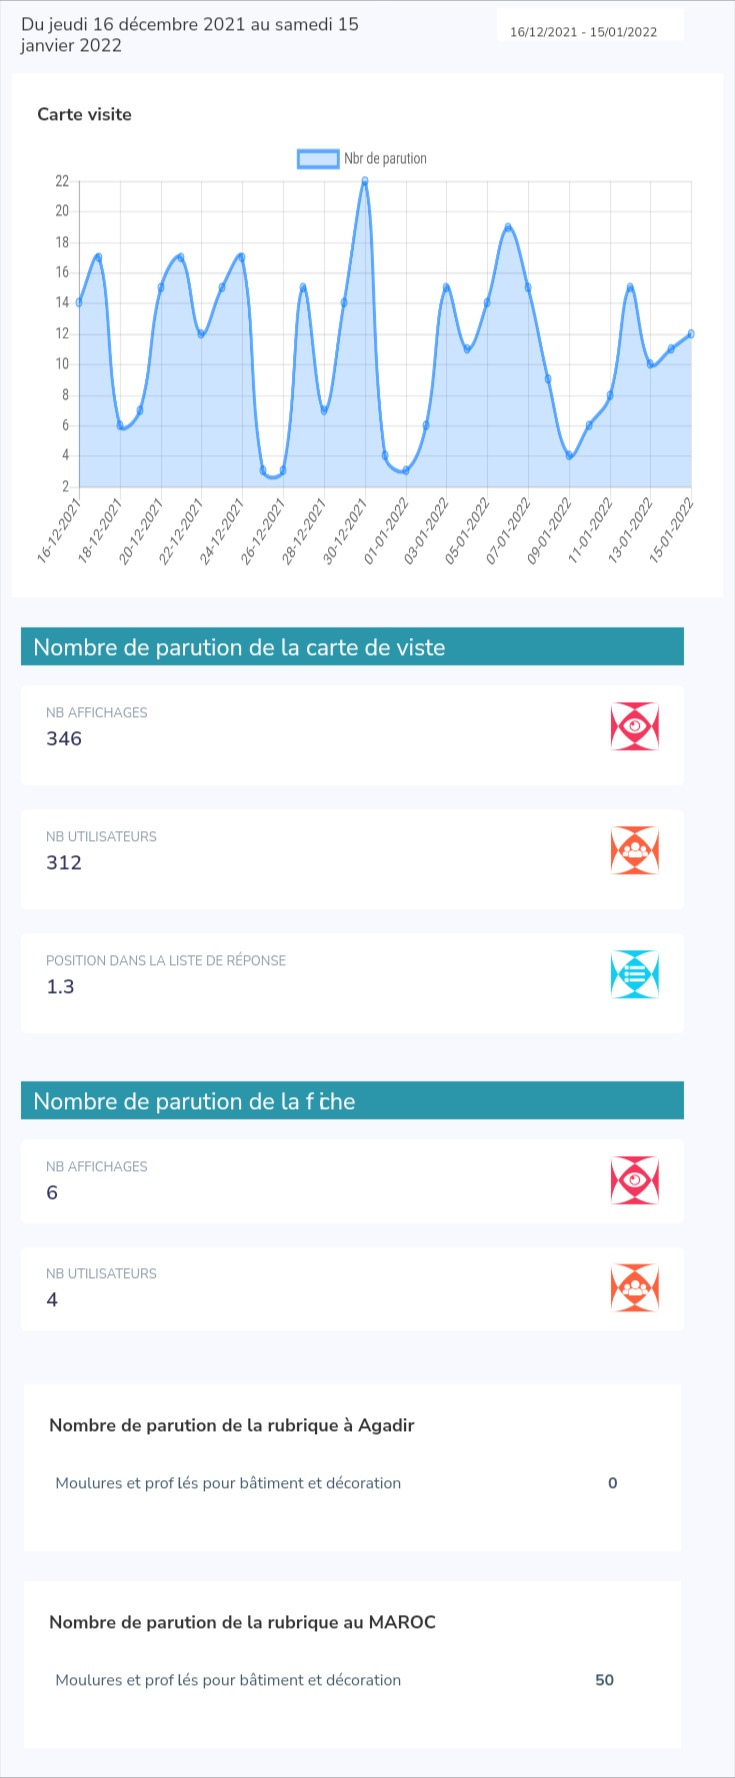 Du jeudi 16 décembre 2021 au samedi 15
janvier 2022
16/12/2021 - 15/01/2022
Carte visite
Nbr de parution
22
20
18
16
14
12
10
8
6
4
2
16-12-2021
18-12-2021
20-12-2021
22-12-2021
24-12-2021
26-12-2021
28-12-2021
30-12-2021
01-01-2022
03-01-2022
05-01-2022
07-01-2022
09-01-2022
11-01-2022
13-01-2022
15-01-2022
Nombre de parution de la carte de viste
NB AFFICHAGES
346
NB UTILISATEURS
312
POSITION DANS LA LISTE DE RÉPONSE
1.3
Nombre de parution de la fiche
NB AFFICHAGES
6
NB UTILISATEURS
4
Nombre de parution de la rubrique à Agadir
Moulures et prof lés pour bâtiment et décoration 0
Nombre de parution de la rubrique au MAROC
Moulures et prof lés pour bâtiment et décoration 50